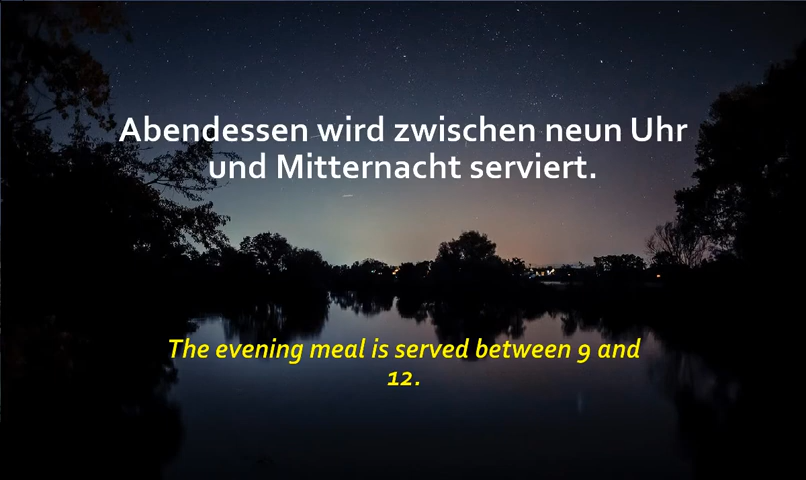 Abendessen wird zwischen neun Uhr
und Mitternacht serviert.
The evening meal is served between 9 and
12.